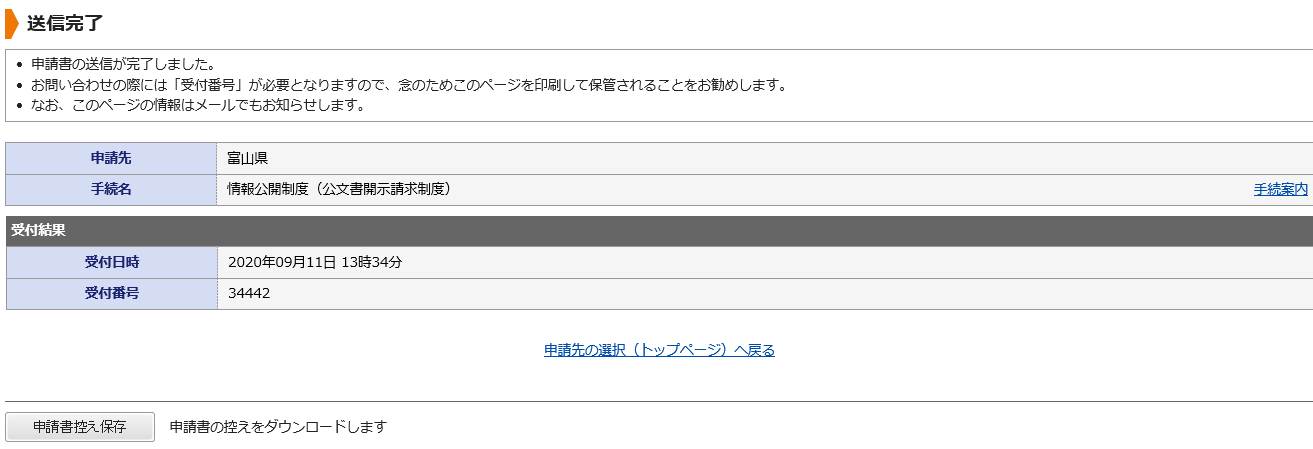 送信完了
申請書の送信が完了しました。
お問い合わせの際には「受付番号」が必要となりますので、念のためこのページを印刷して保管されることをお勧めします。
なお、このページの情報はメールでもお知らせします。
申請先 富山県
手続名 情報公開制度（公文書開示請求制度） 手続案内
受付結果
受付日時 2020年09月11日 13時34分
受付番号 34442
申請先の選択（トップページ）へ戻る
申請書控え保存 申請書の控えをダウンロードします